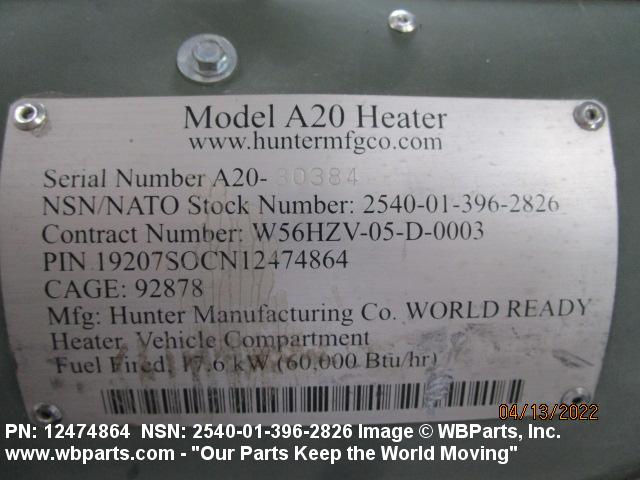 Model A20 Heater
www.huntermfgco.com
Serial Number A20-30384
NSN/NATO Stock Number: 2540-01-396-2826
Contract Number: W56HZV-05-D-0003
PIN 19207SOCN12474864
CAGE: 92878
Mfg: Hunter Manufacturing Co. WORLD READY
Heater, Vehicle Compartment
Fuel Fired, 17.6 kW (60,000 Btu/hr)
04/13/2022
PN: 12474864 NSN: 2540-01-396-2826 Image © WBParts, Inc.
www.wbparts.com - "Our Parts Keep the World Moving"